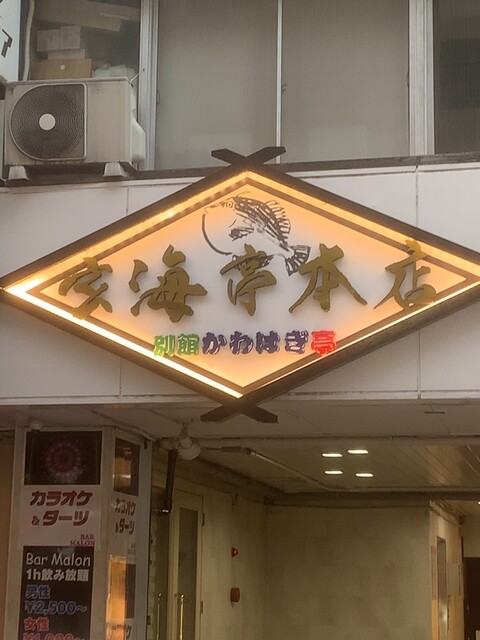 玄海亭本店
別館かわはぎ亭
カラオケ
&ダーツ
BAR
MALON
Bar Malon
1h飲み放題
男性
¥2,500～
女性
カラオケ
&ダーツ